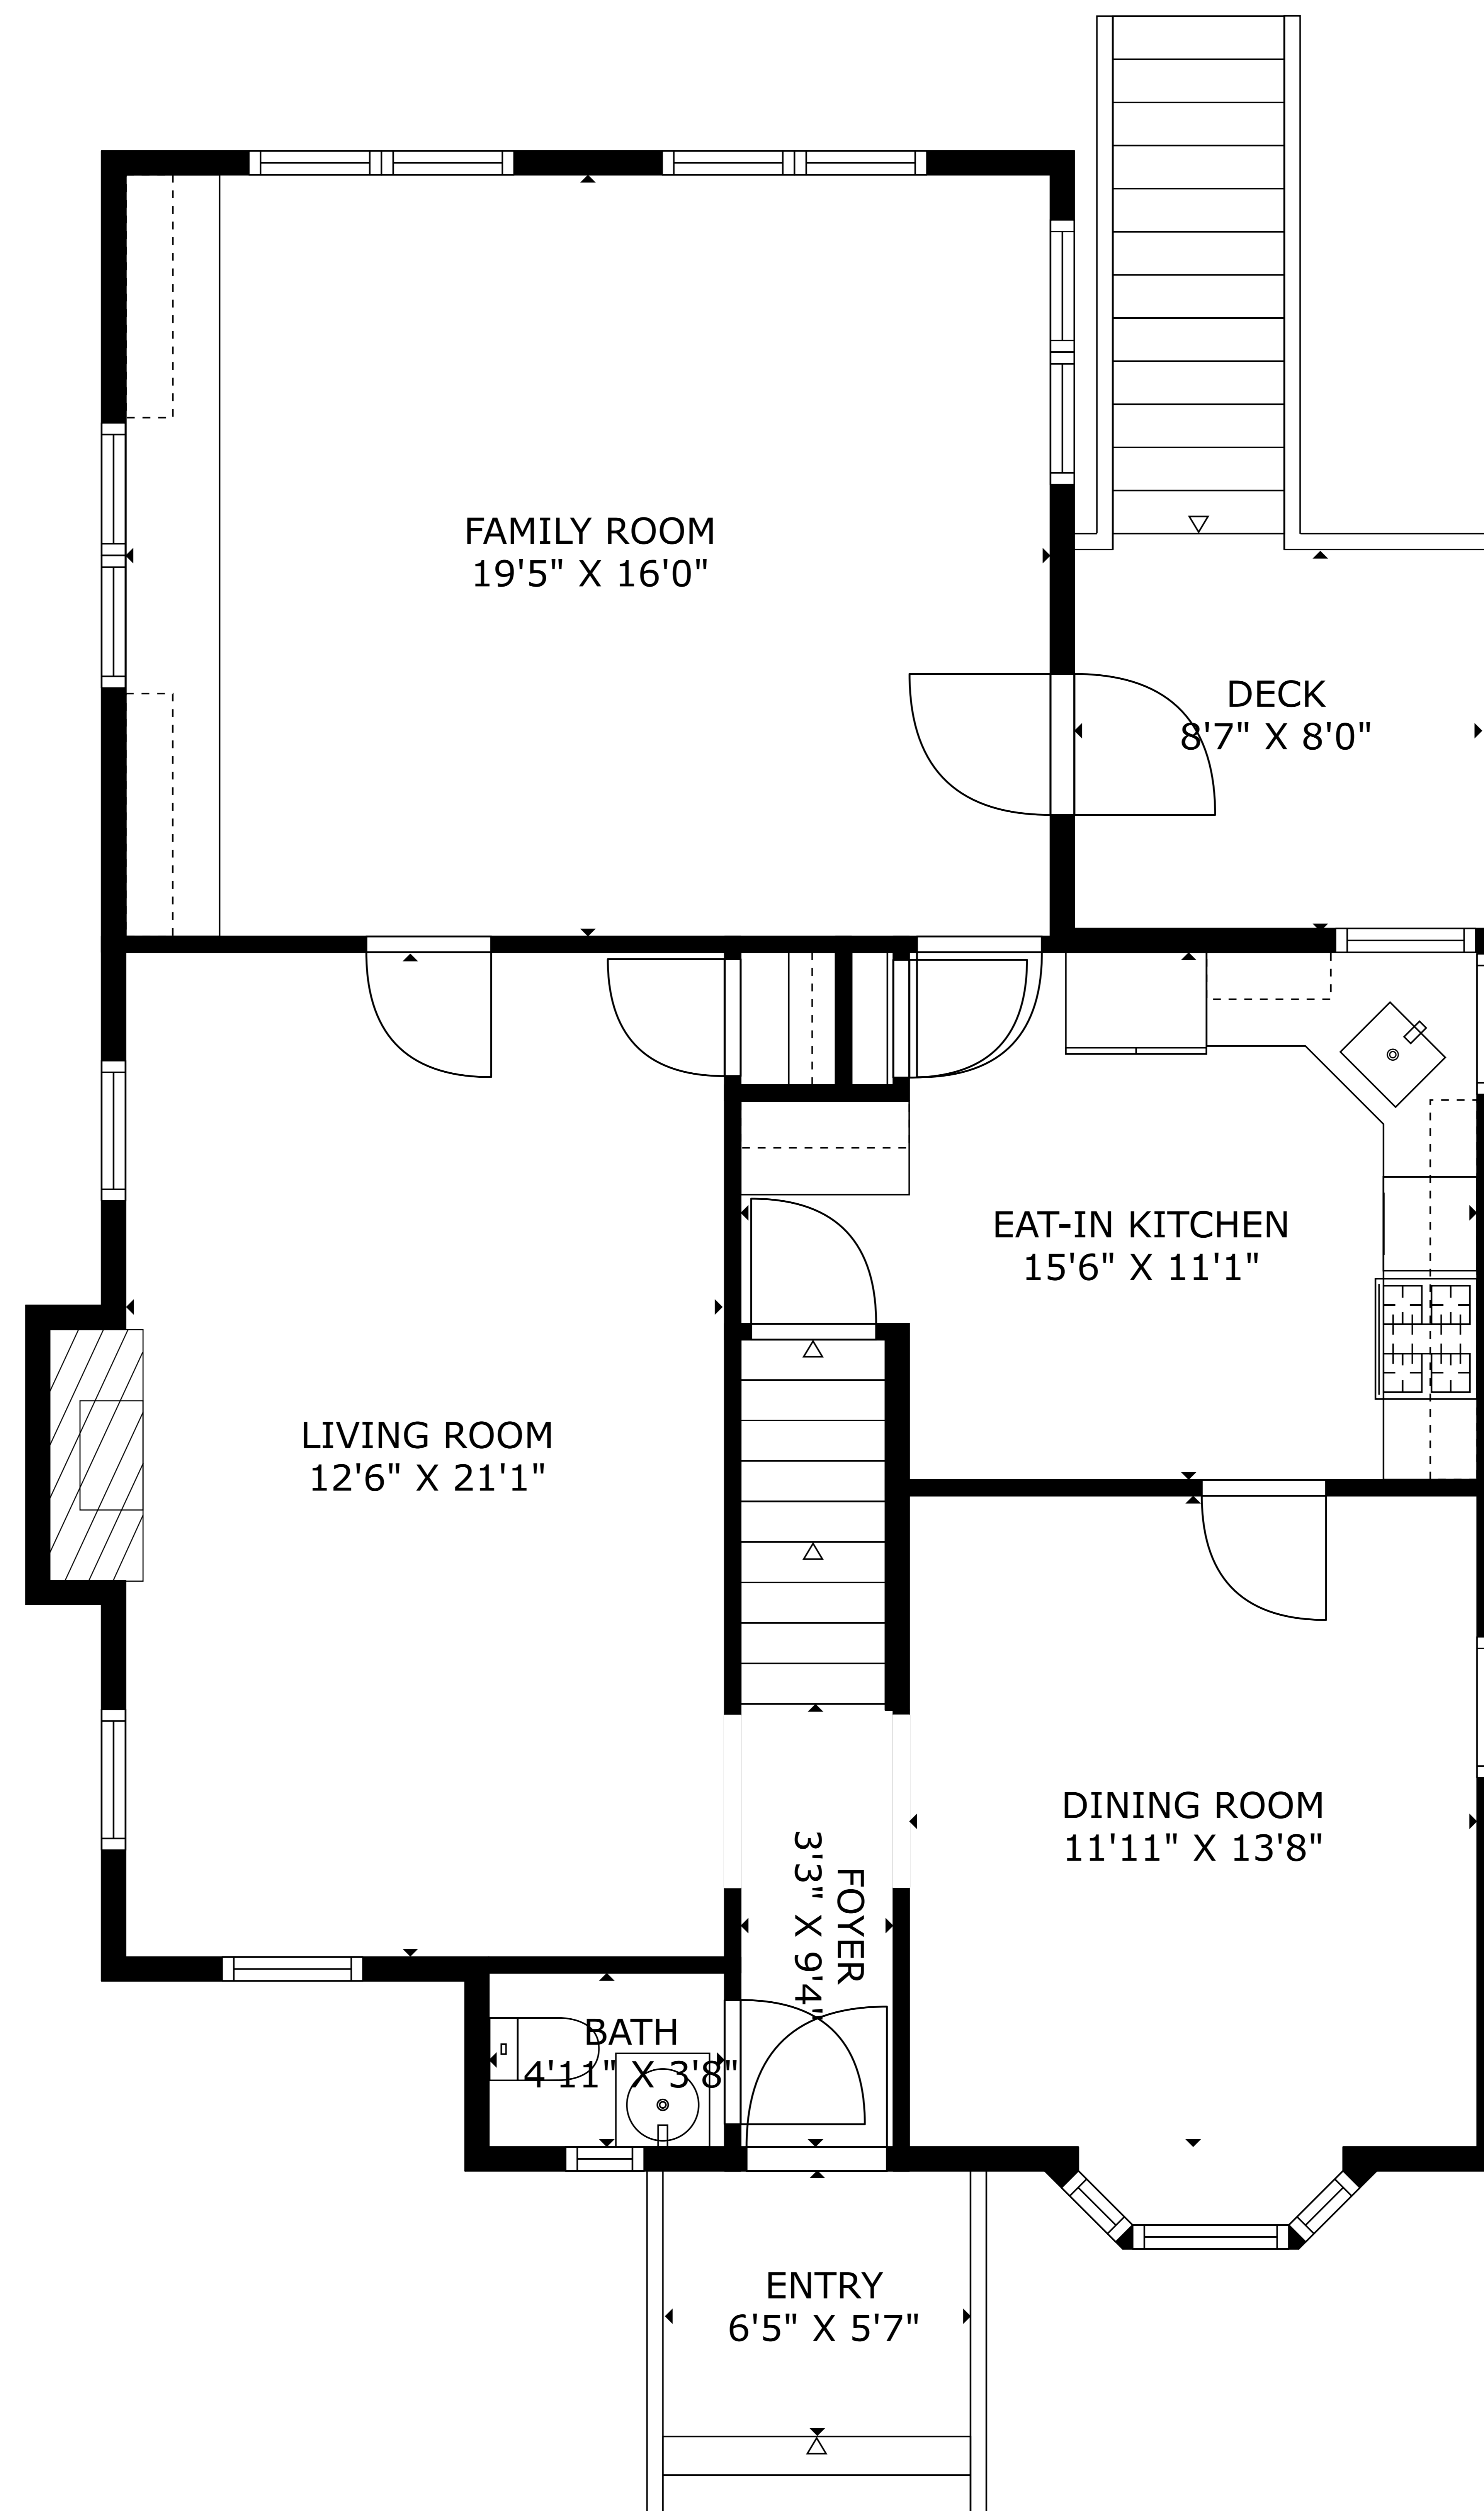 FAMILY ROOM
19'5" X 16'0"
DECK
8'7" X 8'0"
EAT-IN KITCHEN
15'6" X 11'1"
LIVING ROOM
12'6" X 21'1"
DINING ROOM
11'11" X 13'8"
FOYER
3'3" X 9'4"
BATH
4'11" X 3'8"
ENTRY
6'5" X 5'7"